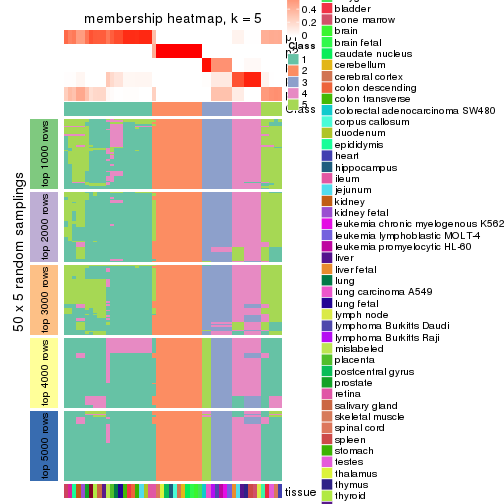 membership heatmap, k = 5
0.4
0.2
0
Class
1
2
3
4
5
Class
50 x 5 random samplings
top 1000 rows
top 2000 rows
top 3000 rows
top 4000 rows
top 5000 rows
tissue
bladder
bone marrow
brain
brain fetal
caudate nucleus
cerebellum
cerebral cortex
colon descending
colon transverse
colorectal adenocarcinoma SW480
corpus callosum
duodenum
epididymis
heart
hippocampus
ileum
jejunum
kidney
kidney fetal
leukemia chronic myelogenous K562
leukemia lymphoblastic MOLT-4
leukemia promyelocytic HL-60
liver
liver fetal
lung
lung carcinoma A549
lung fetal
lymph node
lymphoma Burkitts Daudi
lymphoma Burkitts Raji
mislabeled
placenta
postcentral gyrus
prostate
retina
salivary gland
skeletal muscle
spinal cord
spleen
stomach
testes
thalamus
thymus
thyroid